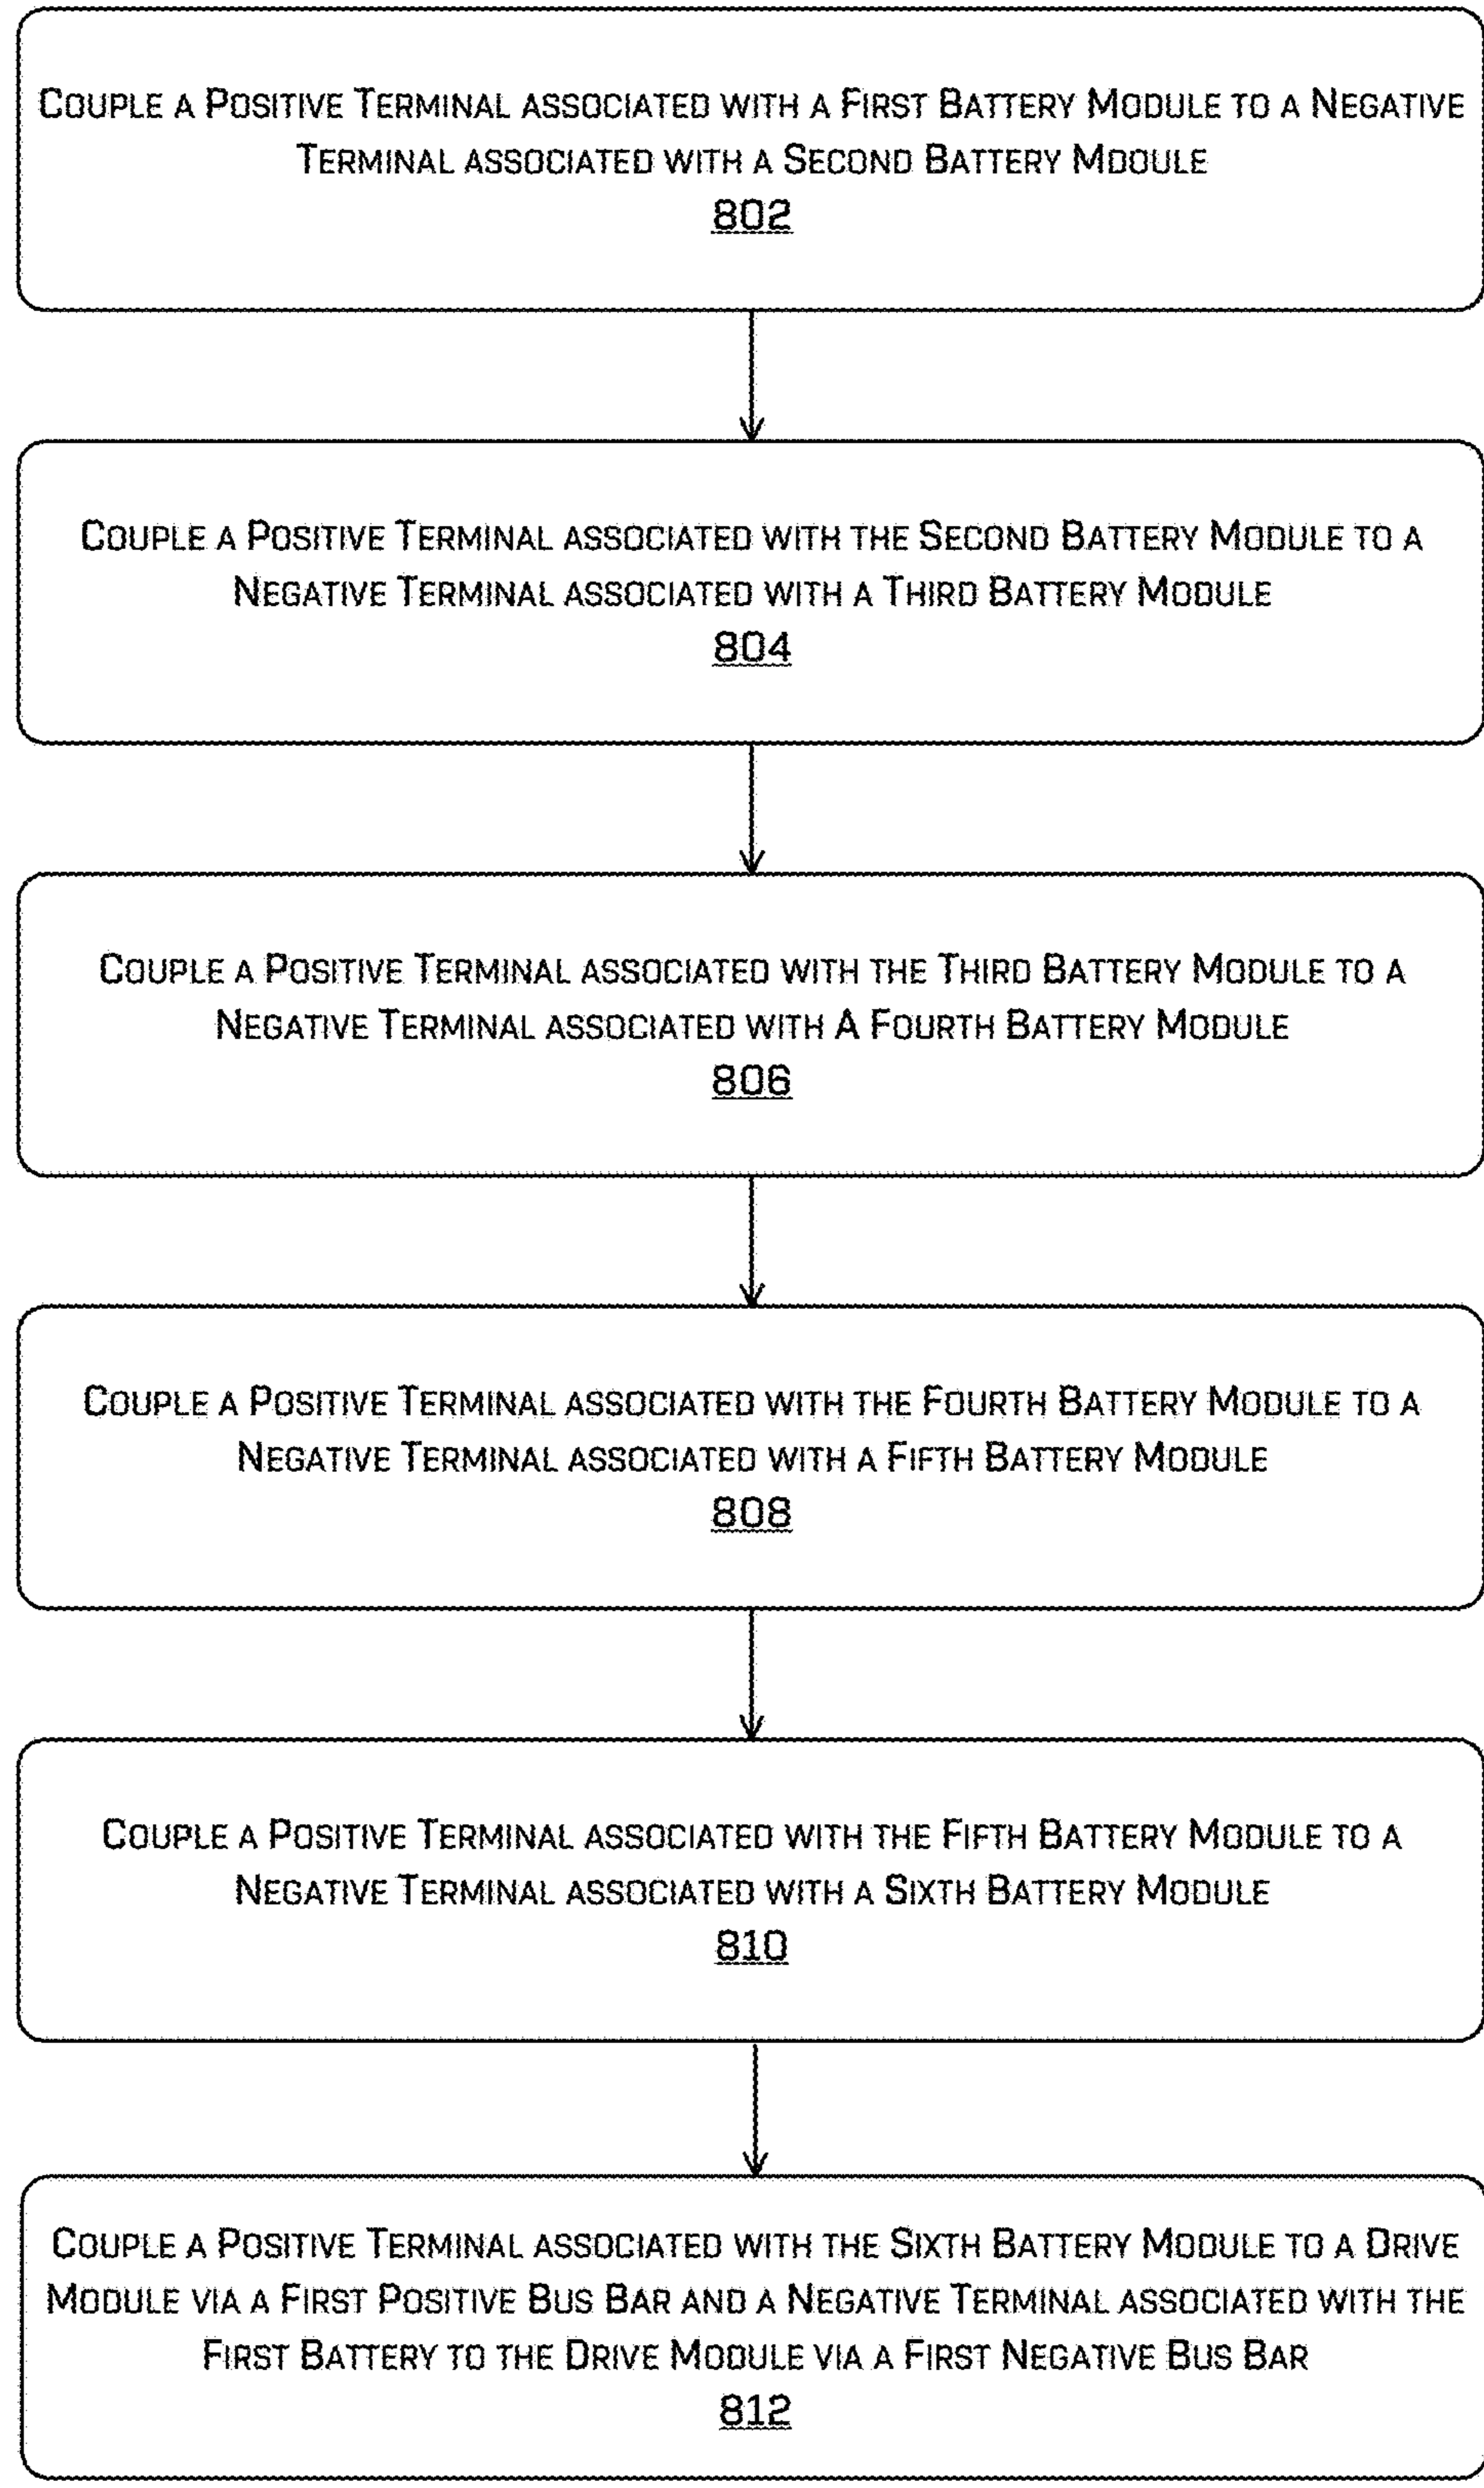 Couple a Positive Terminal associated with a First Battery Module to a Negative
Terminal associated with a Second Battery Mdoule
802
Couple a Positive Terminal associated with the Second Battery Module to a
Negative Terminal associated with a Third Battery Module
804
Couple a Positive Terminal associated with the Third Battery Module to a
Negative Terminal associated with A Fourth Battery Module
806
Couple a Positive Terminal associated with the Fourth Battery Module to a
Negative Terminal associated with a Fifth Battery Module
808
Couple a Positive Terminal associated with the Fifth Battery Module to a
Negative Terminal associated with a Sixth Battery Module
810
Couple a Positive Terminal associated with the Sixth Battery Module to a Drive
Module via a First Positive Bus Bar and a Negative Terminal associated with the
First Battery to the Drive Module via a First Negative Bus Bar
812